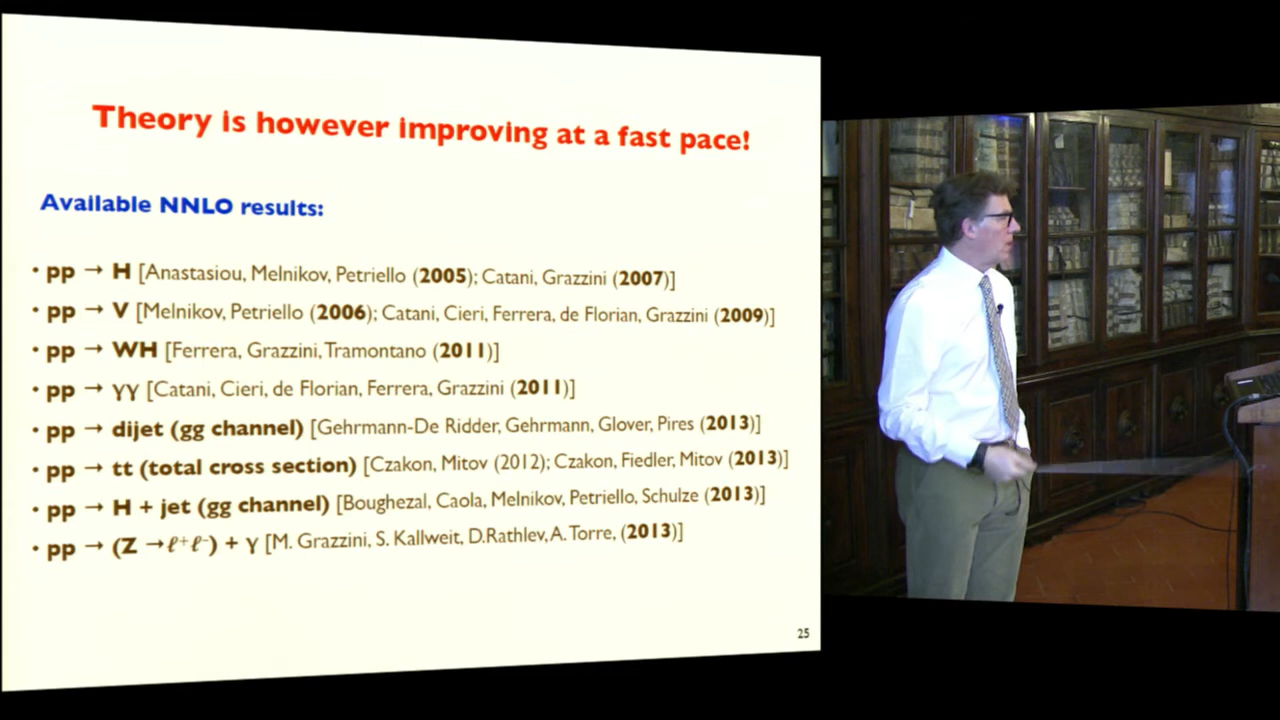 Theory is however improving at a fast pace!
Available NNLO results:
• pp → H [Anastasiou, Melnikov, Petriello (2005); Catani, Grazzini (2007)]
• pp → V [Melnikov, Petriello (2006); Catani, Cieri, Ferrera, de Florian, Grazzini (2009)]
• pp → WH [Ferrera, Grazzini, Tramontano (2011)]
• pp → γγ [Catani, Cieri, de Florian, Ferrera, Grazzini (2011)]
• pp → dijet (gg channel) [Gehrmann-De Ridder, Gehrmann, Glover, Pires (2013)]
• pp → tt (total cross section) [Czakon, Mitov (2012); Czakon, Fiedler, Mitov (2013)]
• pp → H + jet (gg channel) [Boughezal, Caola, Melnikov, Petriello, Schulze (2013)]
• pp → (Z →ℓ⁺ℓ⁻) + γ [M. Grazzini, S. Kallweit, D.Rathlev, A. Torre, (2013)]
25